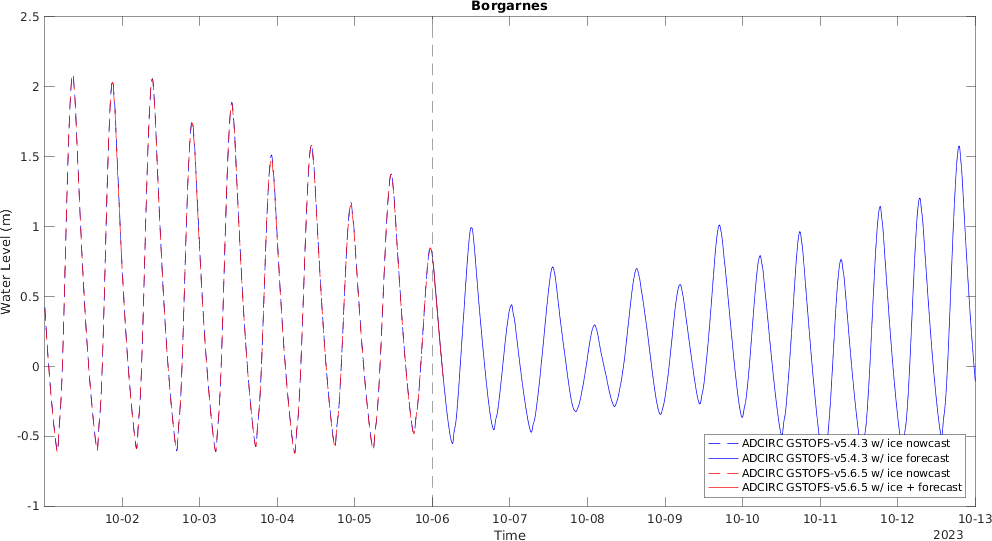 Borgarnes
2.5
2
1.5
1
0.5
0
-0.5
-1
Water Level (m)
10-02 10-03 10-04 10-05 10-06 10-07 10-08 10-09 10-10 10-11 10-12 10-13
Time
2023
ADCIRC GSTOFS-v5.4.3 w/ ice nowcast
ADCIRC GSTOFS-v5.4.3 w/ ice forecast
ADCIRC GSTOFS-v5.6.5 w/ ice nowcast
ADCIRC GSTOFS-v5.6.5 w/ ice + forecast